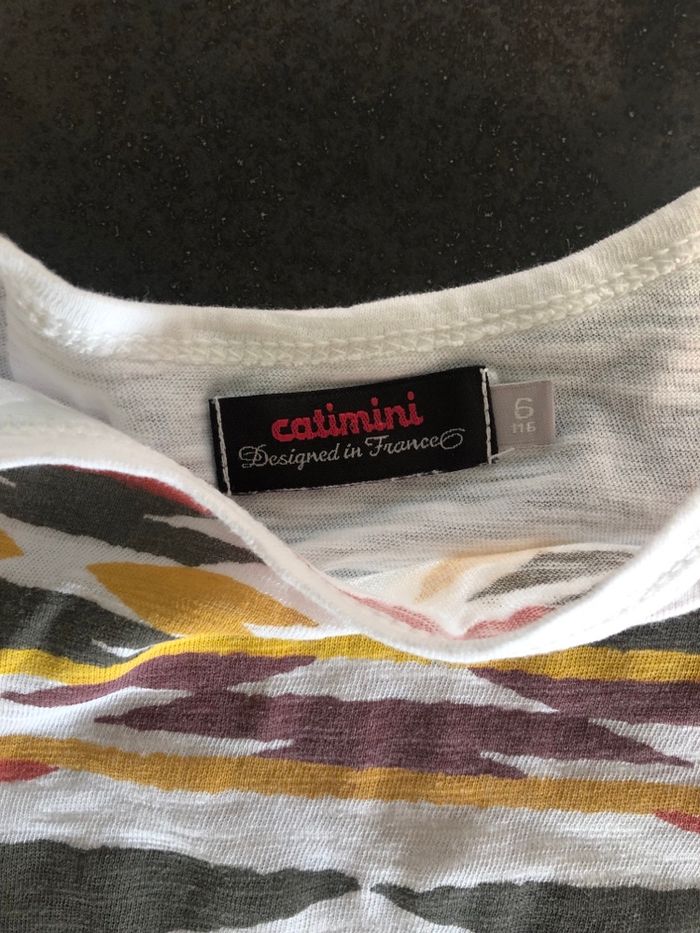 catimini
Designed in France
6
116